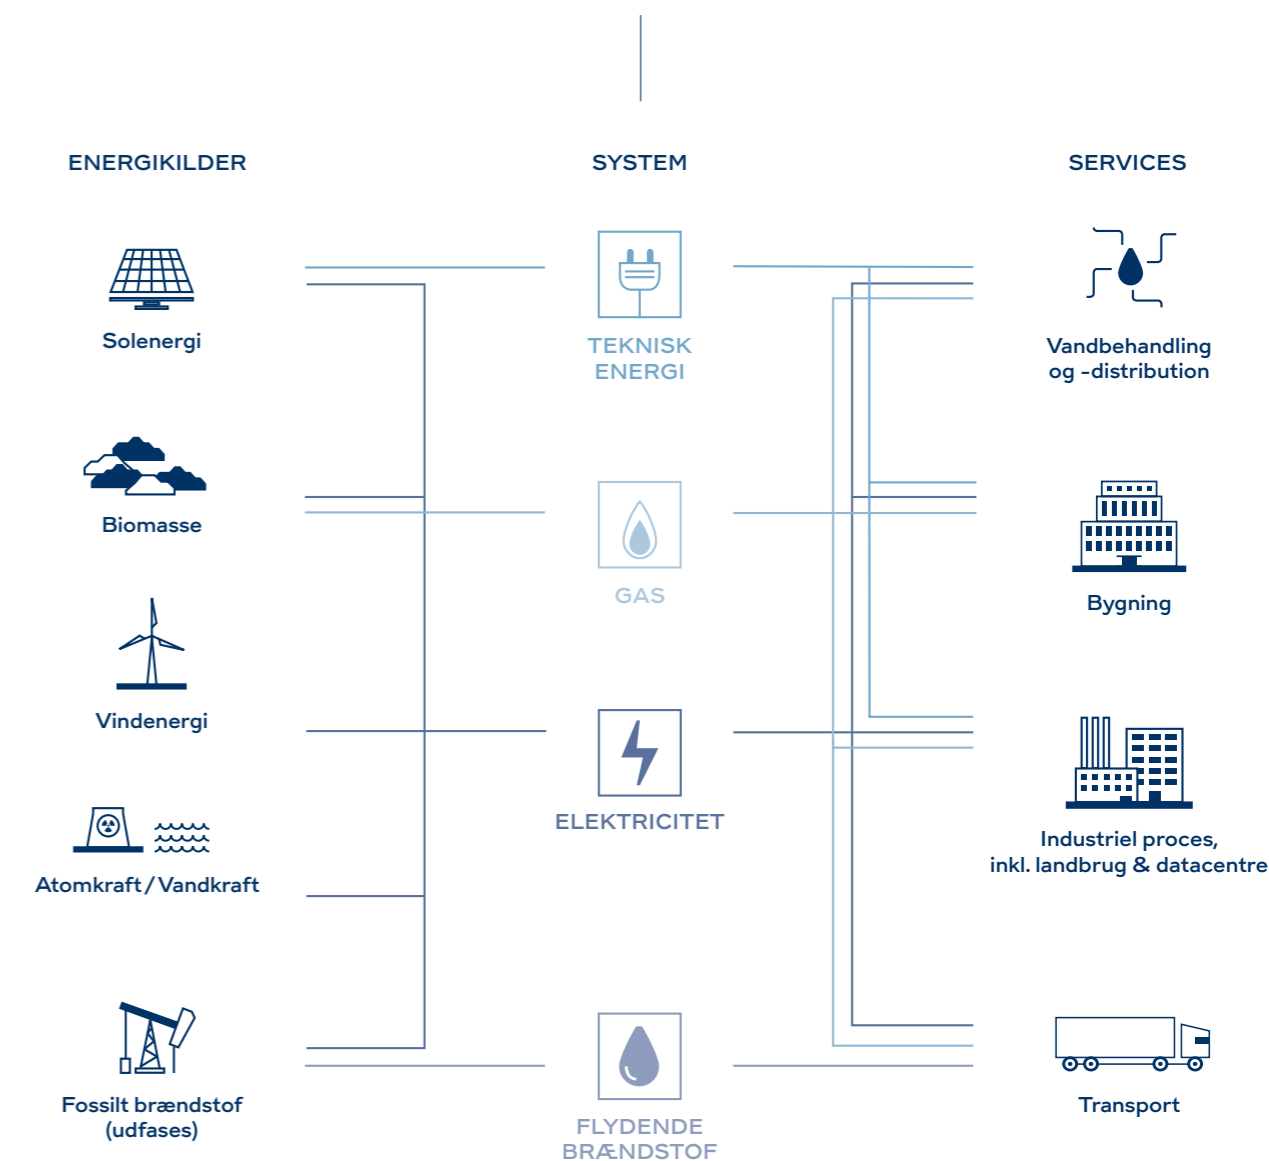 ENERGIKILDER
SYSTEM
SERVICES
Solenergi
TEKNISK
ENERGI
Vandbehandling
og -distribution
Biomasse
GAS
Bygning
Vindenergi
ELEKTRICITET
Industriel proces,
inkl. landbrug & datacentre
Atomkraft / Vandkraft
Fossilt brændstof
(udfases)
FLYDENDE
BRÆNDSTOF
Transport